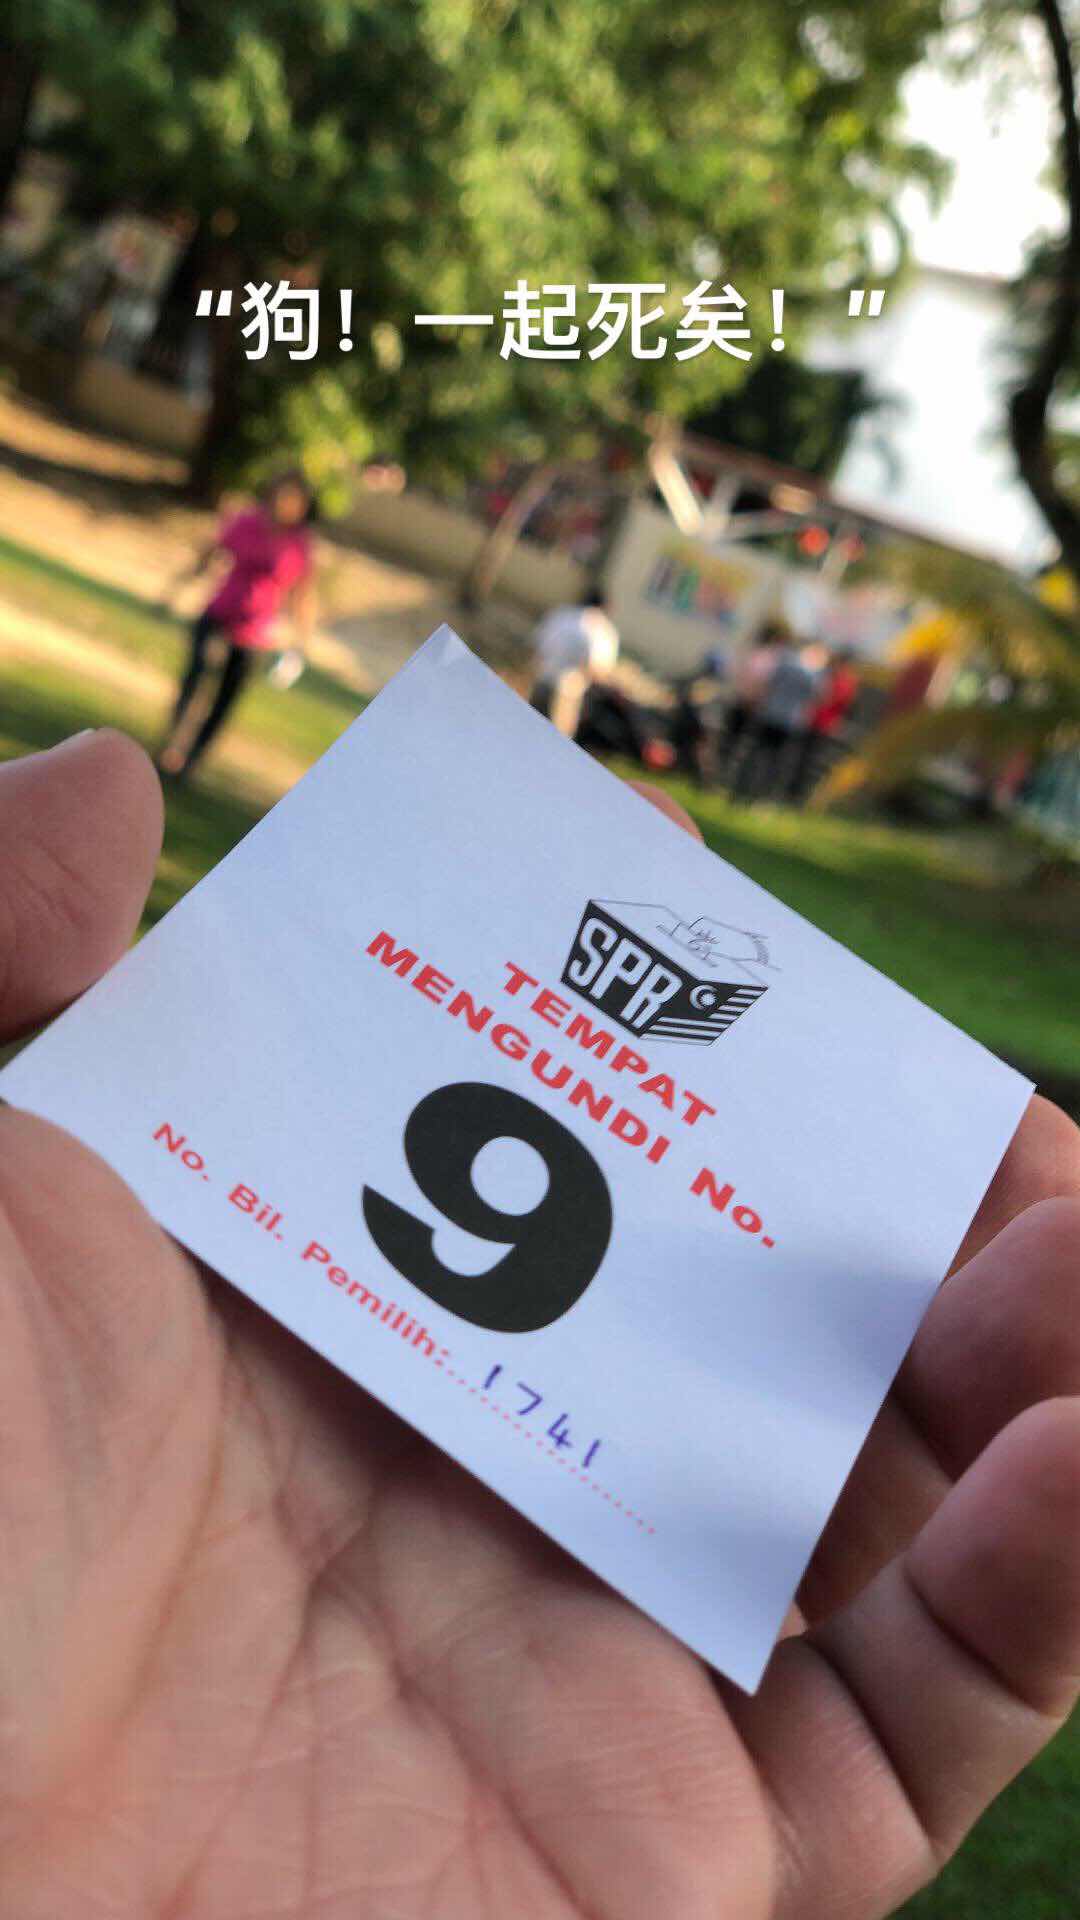 “狗！一起死矣！”
SPR
TEMPAT
MENGUNDI No.
9
No. Bil. Pemilih: 1741